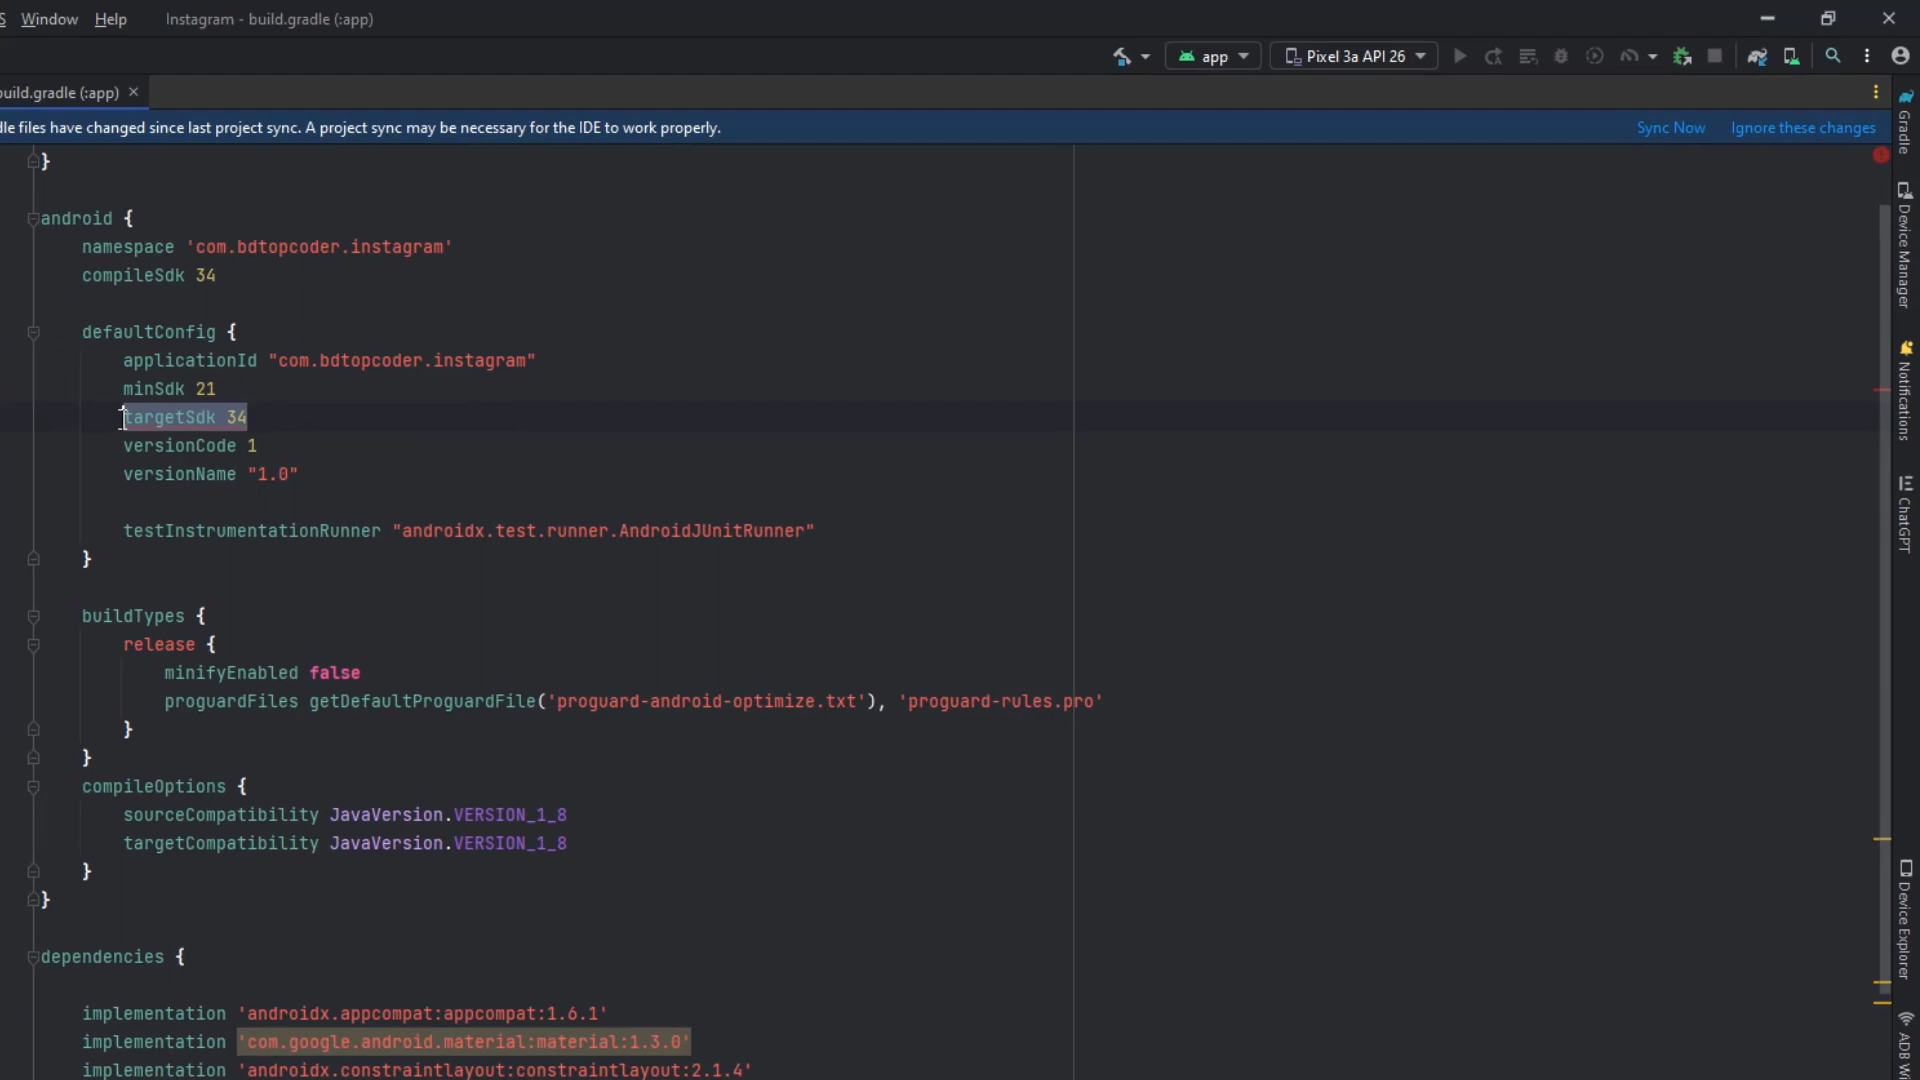 S Window Help Instagram - build.gradle (:app)
app Pixel 3a API 26
build.gradle (:app)
dle files have changed since last project sync. A project sync may be necessary for the IDE to work properly. Sync Now Ignore these changes
}
android {
namespace 'com.bdtopcoder.instagram'
compileSdk 34
defaultConfig {
applicationId "com.bdtopcoder.instagram"
minSdk 21
targetSdk 34
versionCode 1
versionName "1.0"
testInstrumentationRunner "androidx.test.runner.AndroidJUnitRunner"
}
buildTypes {
release {
minifyEnabled false
proguardFiles getDefaultProguardFile('proguard-android-optimize.txt'), 'proguard-rules.pro'
}
}
compileOptions {
sourceCompatibility JavaVersion.VERSION_1_8
targetCompatibility JavaVersion.VERSION_1_8
}
}
dependencies {
implementation 'androidx.appcompat:appcompat:1.6.1'
implementation 'com.google.android.material:material:1.3.0'
implementation 'androidx.constraintlayout:constraintlayout:2.1.4'
Gradle
Device Manager
Notifications
ChatGPT
Device Explorer
ADB Wi